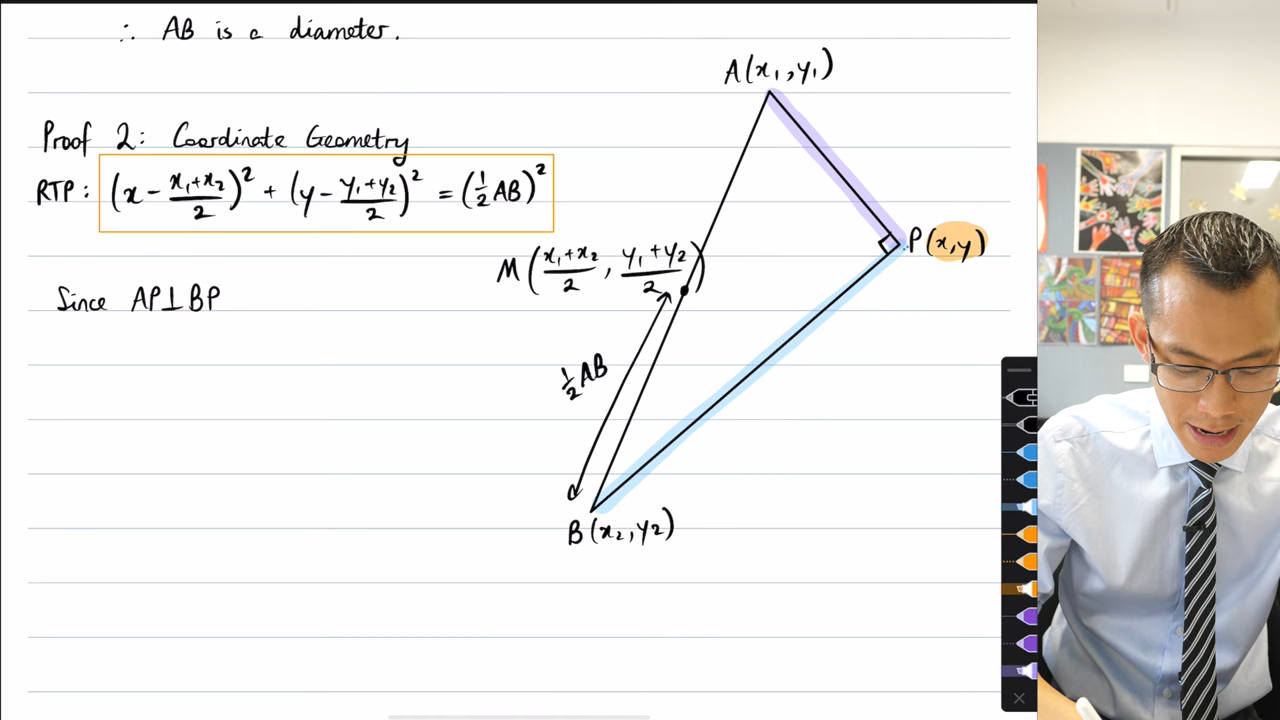 ∴ AB is a diameter.
A(x₁,y₁)
Proof 2: Coordinate Geometry
RTP: (x - (x₁+x₂)/2)² + (y - (y₁+y₂)/2)² = (½AB)²
P(x,y)
M((x₁+x₂)/2, (y₁+y₂)/2)
Since AP⊥BP
½AB
B(x₂,y₂)